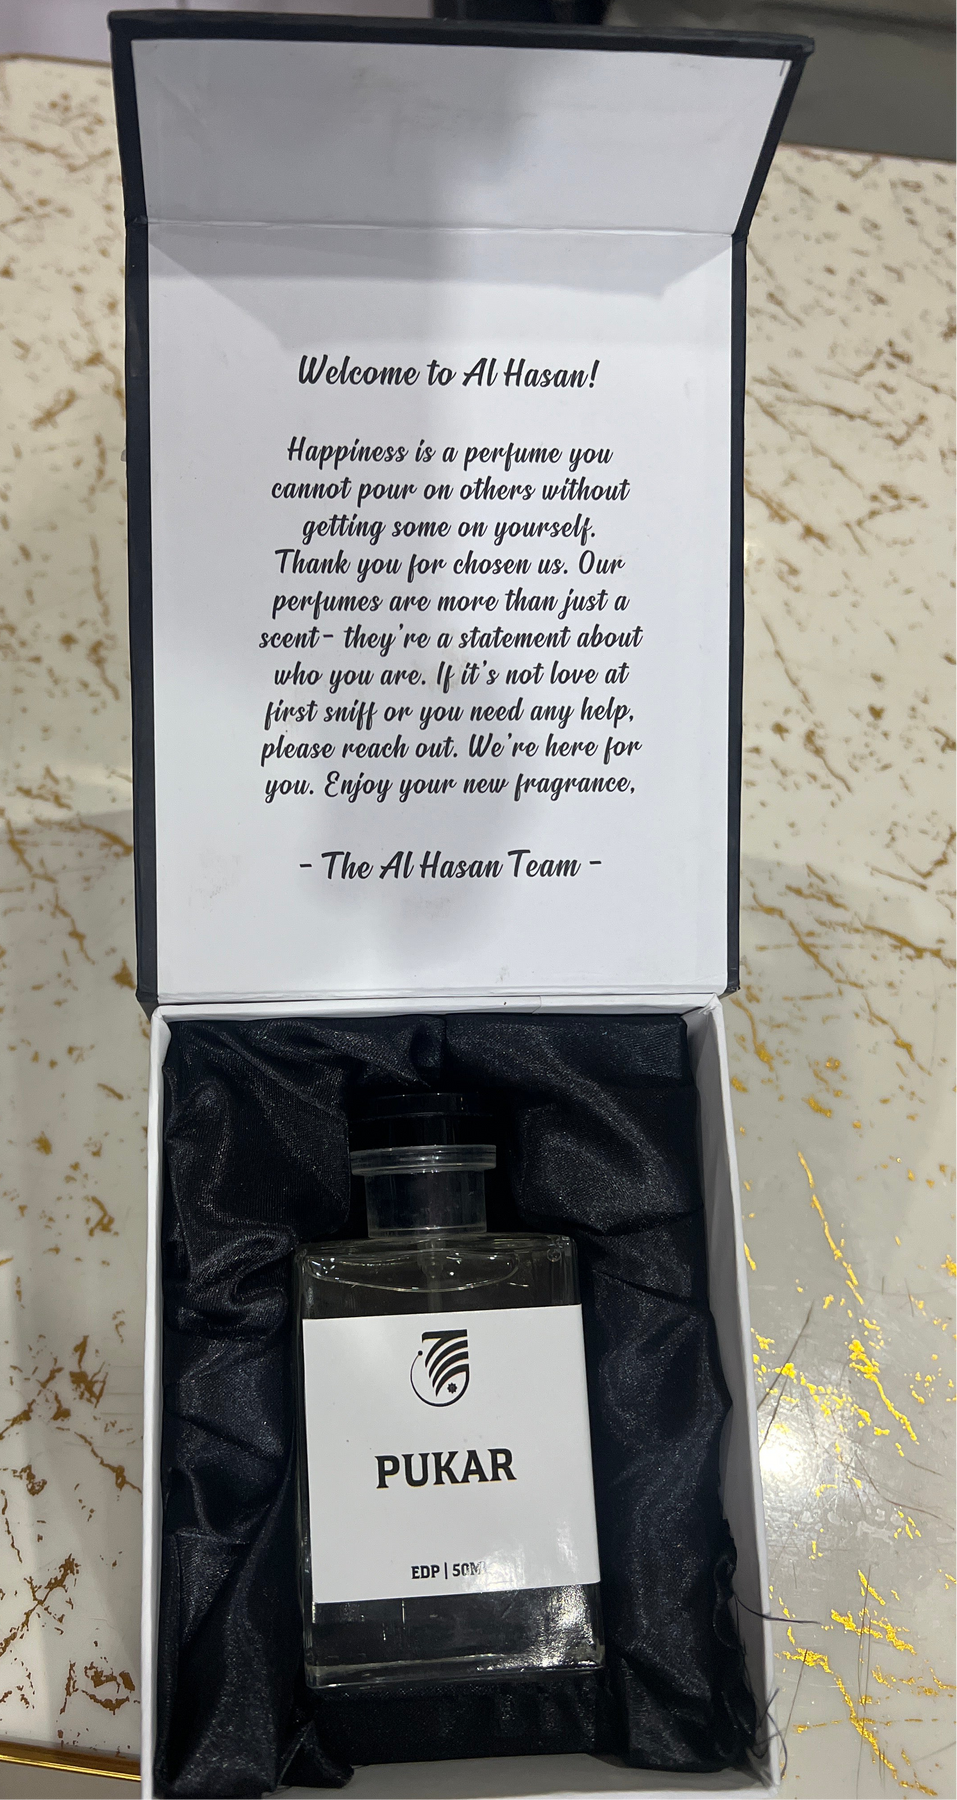 Welcome to Al Hasan!
Happiness is a perfume you
cannot pour on others without
getting some on yourself.
Thank you for chosen us. Our
perfumes are more than just a
scent- they're a statement about
who you are. If it's not love at
first sniff or you need any help,
please reach out. We're here for
you. Enjoy your new fragrance,
- The Al Hasan Team -
PUKAR
EDP | 50M